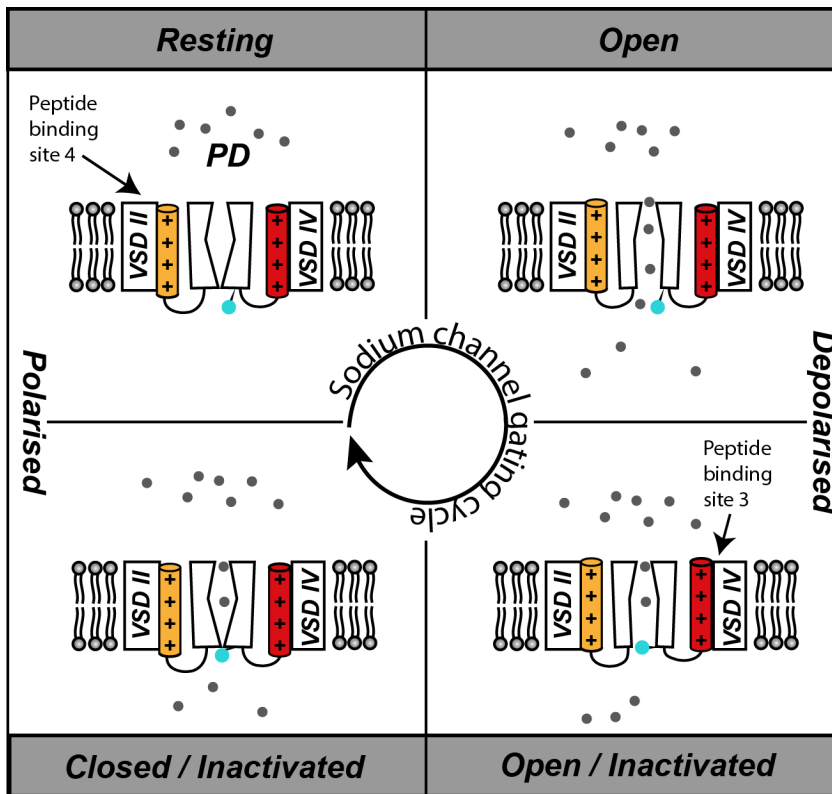 Resting
Open
Peptide
binding
site 4
PD
VSD II
+
+
+
+
+
+
+
+
VSD IV
VSD II
+
+
+
+
+
+
+
+
VSD IV
Polarised
Sodium channel gating cycle
Depolarised
Peptide
binding
site 3
VSD II
+
+
+
+
+
+
+
+
VSD IV
VSD II
+
+
+
+
+
+
+
+
VSD IV
Closed / Inactivated
Open / Inactivated